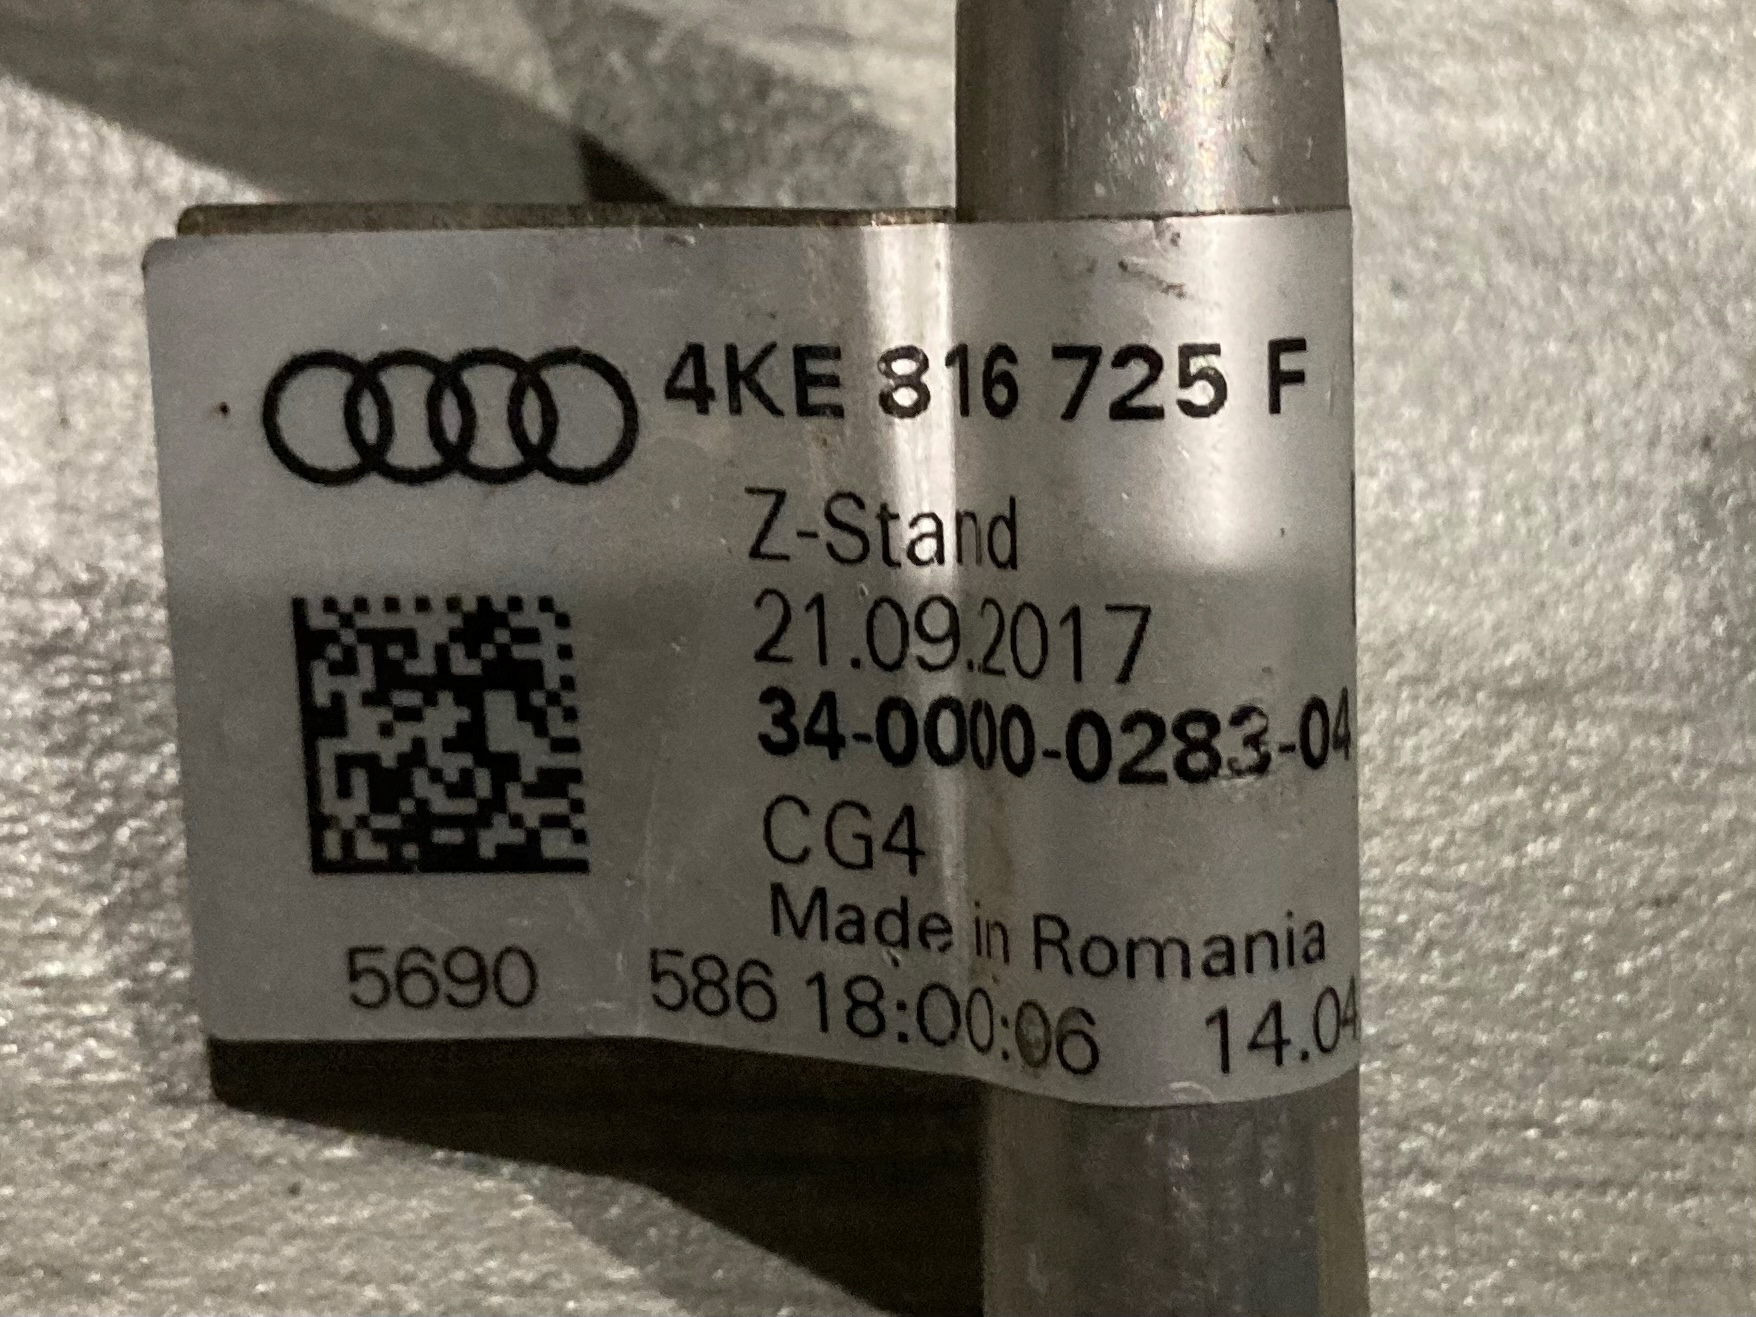 4KE 816 725 F
Z-Stand
21.09.2017
34-0000-0283-04
CG4
Made in Romania
5690 586 18:00:06 14.04